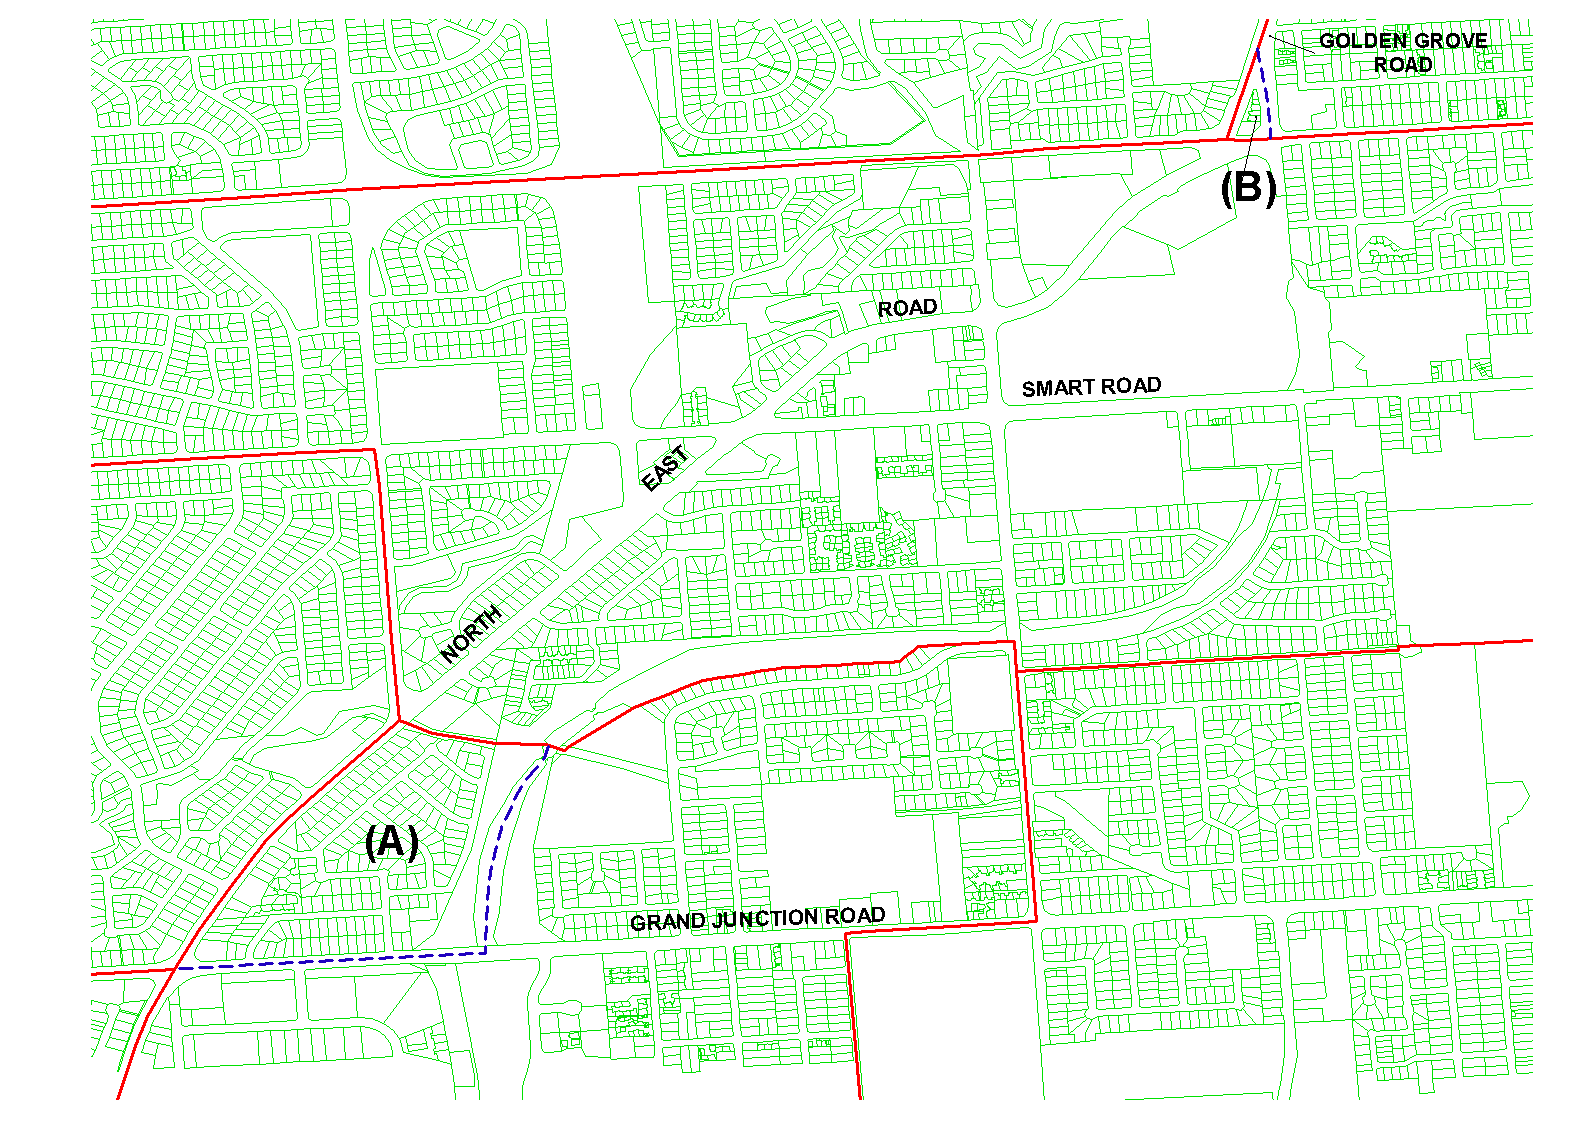 GOLDEN GROVE
ROAD
(B)
ROAD
SMART ROAD
EAST
NORTH
(A)
GRAND JUNCTION ROAD